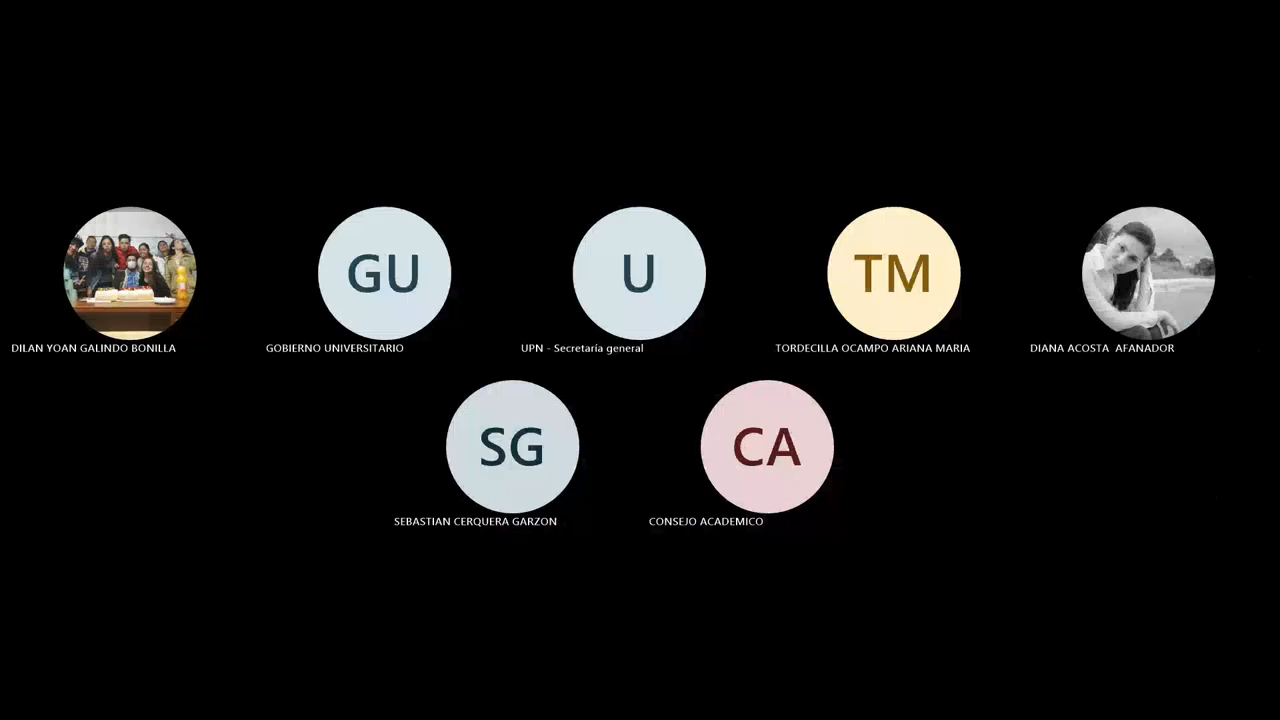 GU
U
TM
DILAN YOAN GALINDO BONILLA
GOBIERNO UNIVERSITARIO
UPN - Secretaría general
TORDECILLA OCAMPO ARIANA MARIA
DIANA ACOSTA AFANADOR
SG
CA
SEBASTIAN CERQUERA GARZON
CONSEJO ACADEMICO